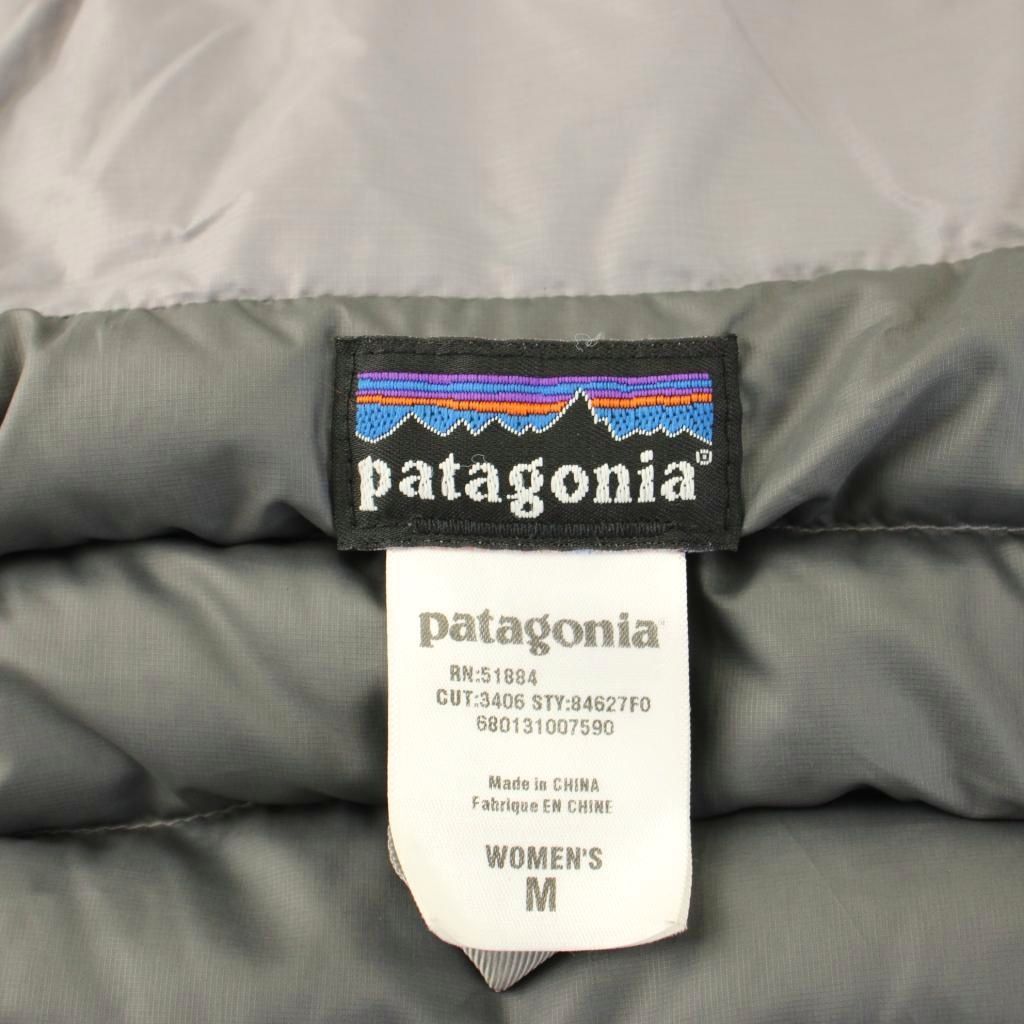 patagonia®
patagonia
RN:51884
CUT:3406 STY:84627F0
680131007590
Made in CHINA
Fabrique EN CHINE
WOMEN'S
M